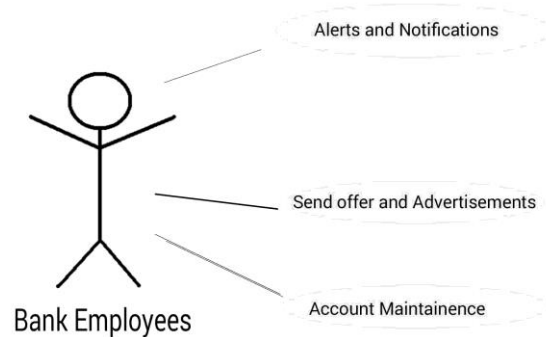 Alerts and Notifications
Send offer and Advertisements
Account Maintainence
Bank Employees